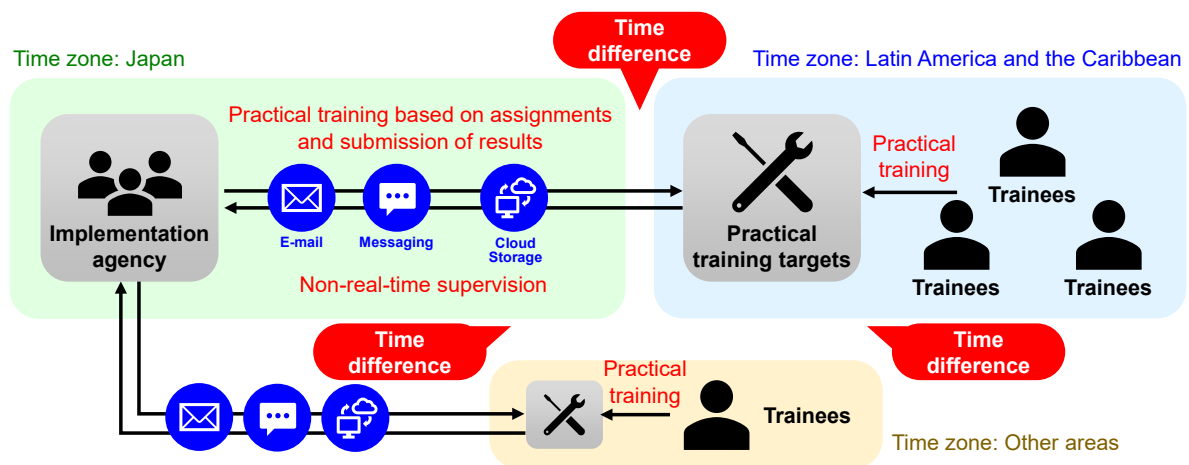 Time
difference
Time zone: Japan
Time zone: Latin America and the Caribbean
Practical training based on assignments
and submission of results
Implementation
agency
E-mail
Messaging
Cloud
Storage
Non-real-time supervision
Practical
training targets
Practical
training
Trainees
Trainees
Trainees
Time
difference
Time
difference
Practical
training
Trainees
Time zone: Other areas